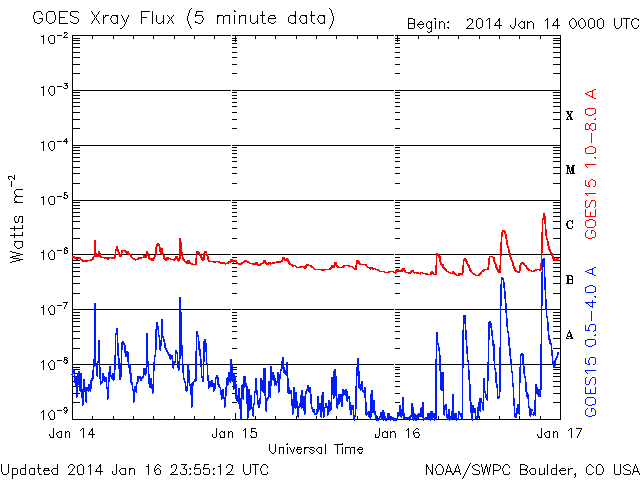 GOES Xray Flux (5 minute data)
Begin: 2014 Jan 14 0000 UTC
10⁻²
10⁻³
10⁻⁴
10⁻⁵
10⁻⁶
10⁻⁷
10⁻⁸
10⁻⁹
Watts m⁻²
X
M
C
B
A
GOES15 1.0-8.0 A
GOES15 0.5-4.0 A
Jan 14
Jan 15
Jan 16
Jan 17
Universal Time
Updated 2014 Jan 16 23:55:12 UTC
NOAA/SWPC Boulder, CO USA